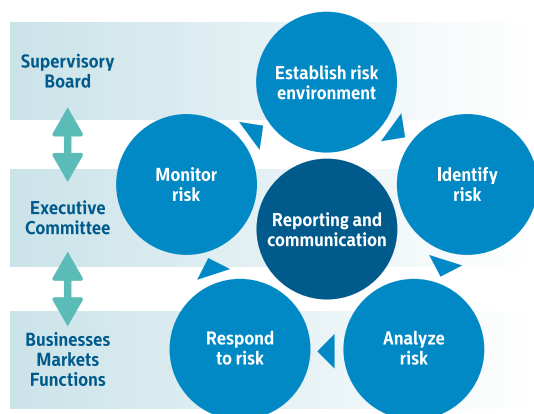 Supervisory
Board
Establish risk
environment
Monitor
risk
Identify
risk
Executive
Committee
Reporting and
communication
Businesses
Markets
Functions
Respond
to risk
Analyze
risk